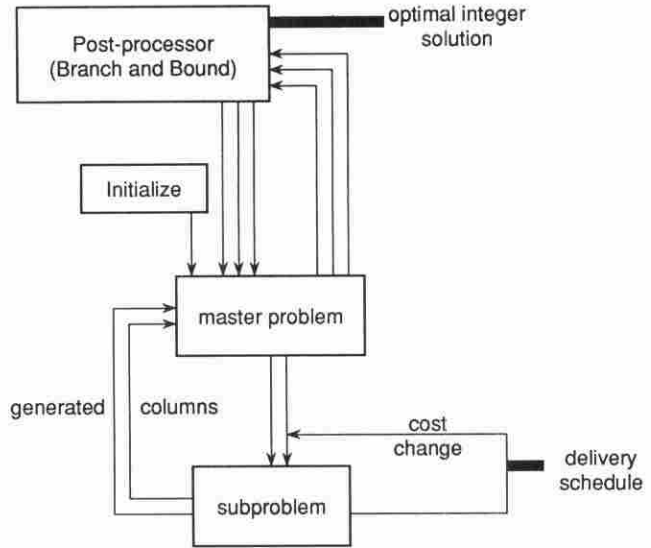 Post-processor
(Branch and Bound)
optimal integer
solution
Initialize
master problem
generated
columns
cost
change
delivery
schedule
subproblem